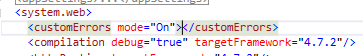 <system.web>
<customErrors mode="On"></customErrors>
<compilation debug="true" targetFramework="4.7.2"/>